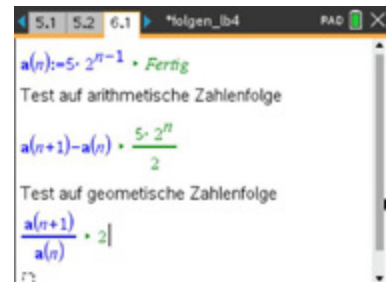 5.1 5.2 6.1 *folgen_lb4 PAD
a(n):=5· 2^(n−1) ▸ Fertig
Test auf arithmetische Zahlenfolge
a(n+1)−a(n) ▸ 5· 2^n / 2
Test auf geometische Zahlenfolge
a(n+1) / a(n) ▸ 2